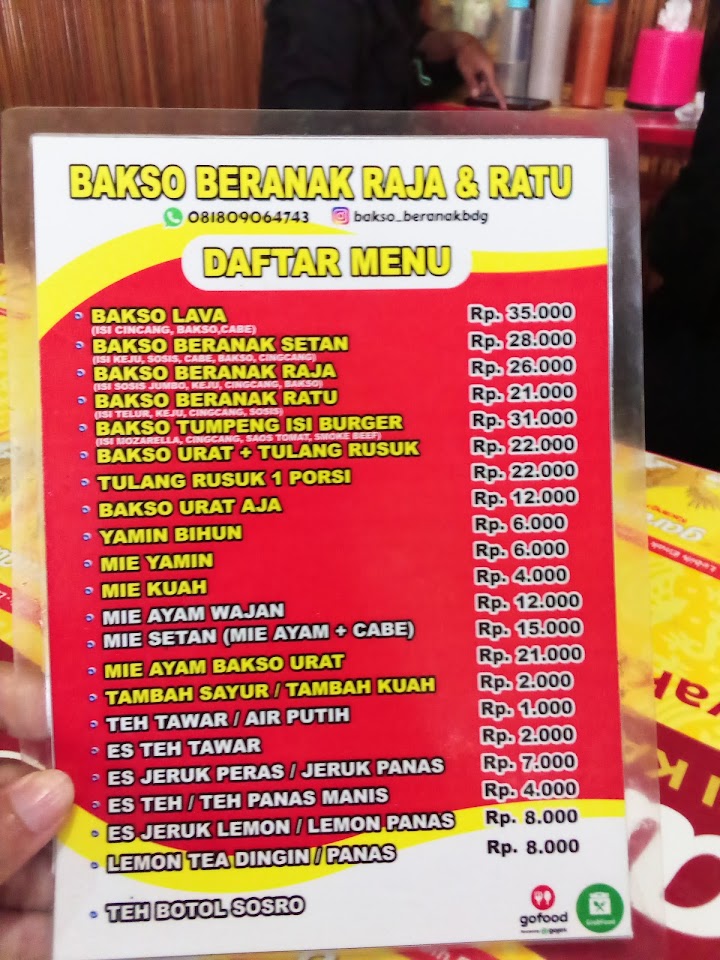 BAKSO BERANAK RAJA & RATU
081809064743 bakso_beranakbdg
DAFTAR MENU
BAKSO LAVA Rp. 35.000
(ISI CINCANG, BAKSO,CABE)
BAKSO BERANAK SETAN Rp. 28.000
(ISI KEJU, SOSIS, CABE, BAKSO, CINGCANG)
BAKSO BERANAK RAJA Rp. 26.000
(ISI SOSIS JUMBO, KEJU, CINGCANG, BAKSO)
BAKSO BERANAK RATU Rp. 21.000
(ISI TELUR, KEJU, CINGCANG, SOSIS)
BAKSO TUMPENG ISI BURGER Rp. 31.000
(ISI MOZARELLA, CINGCANG, SAOS TOMAT, SMOKE BEEF)
BAKSO URAT + TULANG RUSUK Rp. 22.000
TULANG RUSUK 1 PORSI Rp. 22.000
BAKSO URAT AJA Rp. 12.000
YAMIN BIHUN Rp. 6.000
MIE YAMIN Rp. 6.000
MIE KUAH Rp. 4.000
MIE AYAM WAJAN Rp. 12.000
MIE SETAN (MIE AYAM + CABE) Rp. 15.000
MIE AYAM BAKSO URAT Rp. 21.000
TAMBAH SAYUR / TAMBAH KUAH Rp. 2.000
TEH TAWAR / AIR PUTIH Rp. 1.000
ES TEH TAWAR Rp. 2.000
ES JERUK PERAS / JERUK PANAS Rp. 7.000
ES TEH / TEH PANAS MANIS Rp. 4.000
ES JERUK LEMON / LEMON PANAS Rp. 8.000
LEMON TEA DINGIN / PANAS Rp. 8.000
TEH BOTOL SOSRO
gofood
gojek
GrabFood